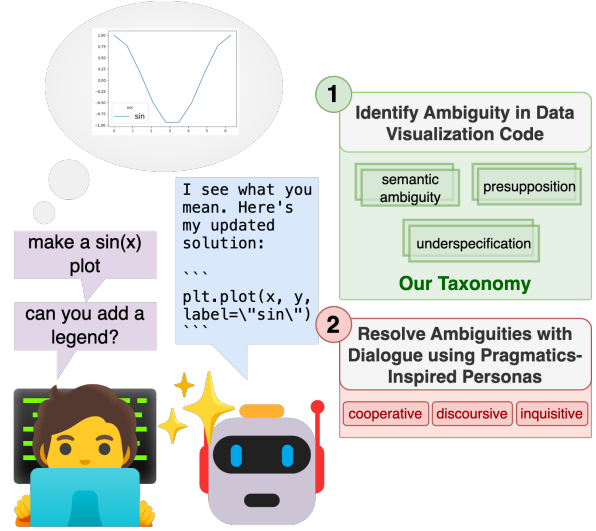 1.00
0.75
0.50
0.25
0.00
−0.25
−0.50
−0.75
−1.00
sin
0 1 2 3 4 5 6
make a sin(x)
plot
can you add a
legend?
I see what you
mean. Here's
my updated
solution:
```
plt.plot(x, y,
label=\"sin\")
```
1
Identify Ambiguity in Data
Visualization Code
semantic
ambiguity
presupposition
underspecification
Our Taxonomy
2
Resolve Ambiguities with
Dialogue using Pragmatics-
Inspired Personas
cooperative discoursive inquisitive